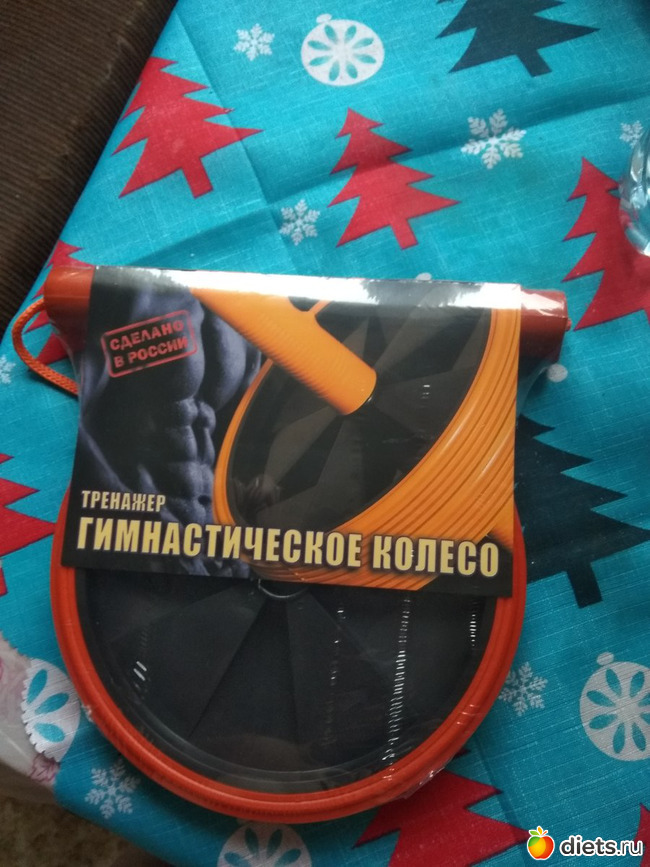 СДЕЛАНО
В РОССИИ
ТРЕНАЖЕР
ГИМНАСТИЧЕСКОЕ КОЛЕСО
diets.ru